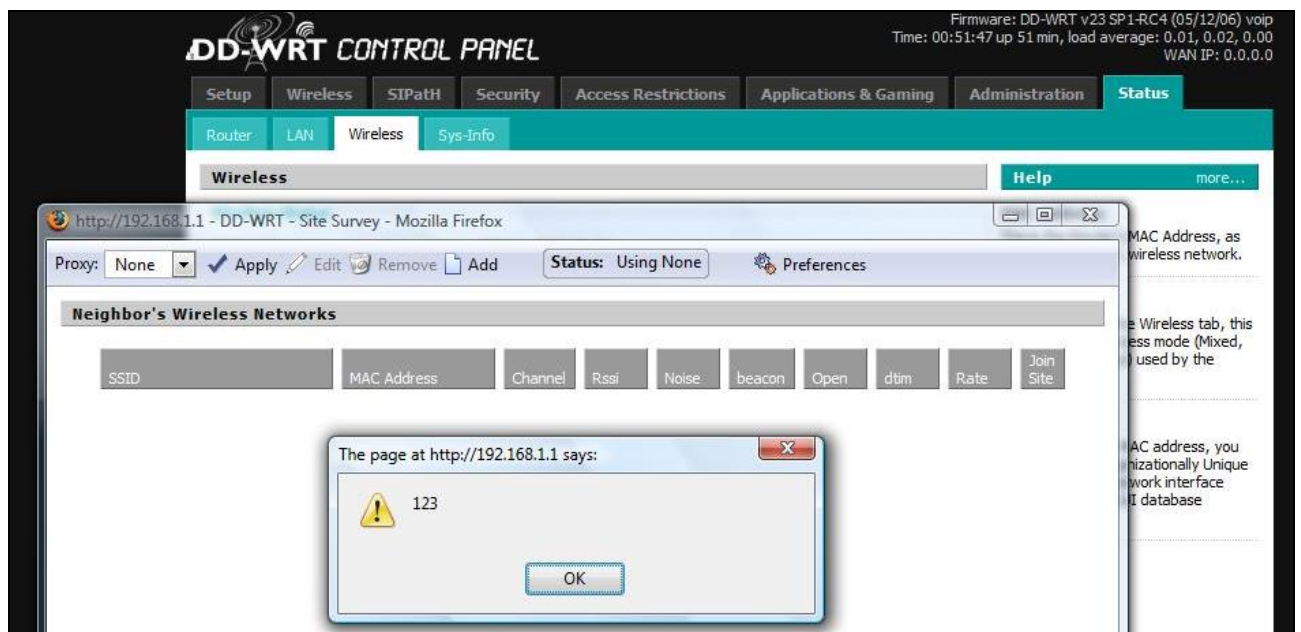 Firmware: DD-WRT v23 SP1-RC4 (05/12/06) voip
Time: 00:51:47 up 51 min, load average: 0.01, 0.02, 0.00
WAN IP: 0.0.0.0
DD-WRT CONTROL PANEL
Setup Wireless SIPatH Security Access Restrictions Applications & Gaming Administration Status
Router LAN Wireless Sys-Info
Wireless
Help more...
http://192.168.1.1 - DD-WRT - Site Survey - Mozilla Firefox
MAC Address, as
wireless network.
Proxy: None Apply Edit Remove Add Status: Using None Preferences
Neighbor's Wireless Networks
Wireless tab, this
mode (Mixed,
used by the
SSID MAC Address Channel Rssi Noise beacon Open dtim Rate Join Site
AC address, you
nizationally Unique
work interface
I database
The page at http://192.168.1.1 says:
123
OK